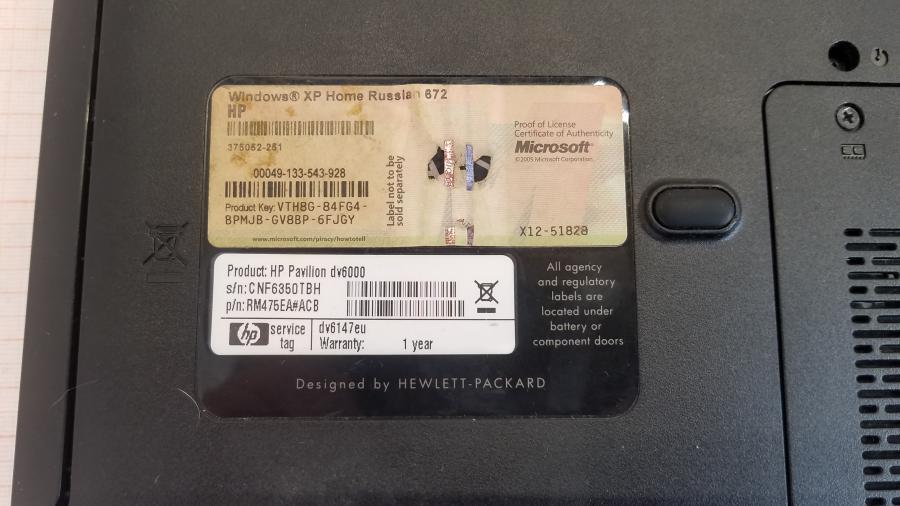 Windows® XP Home Russian 672
HP
375052-251
00049-133-543-928
Product Key: VTHBG-84FG4-
BPMJB-GV8BP-6FJGY
www.microsoft.com/piracy/howtotell
Label not to be
sold separately
Proof of License
Certificate of Authenticity
Microsoft®
©2005 Microsoft Corporation.
X12-51828
Product: HP Pavilion dv6000
s/n: CNF6350TBH
p/n: RM475EA#ACB
hp service
tag
dv6147eu
Warranty: 1 year
All agency
and regulatory
labels are
located under
battery or
component doors
Designed by HEWLETT-PACKARD